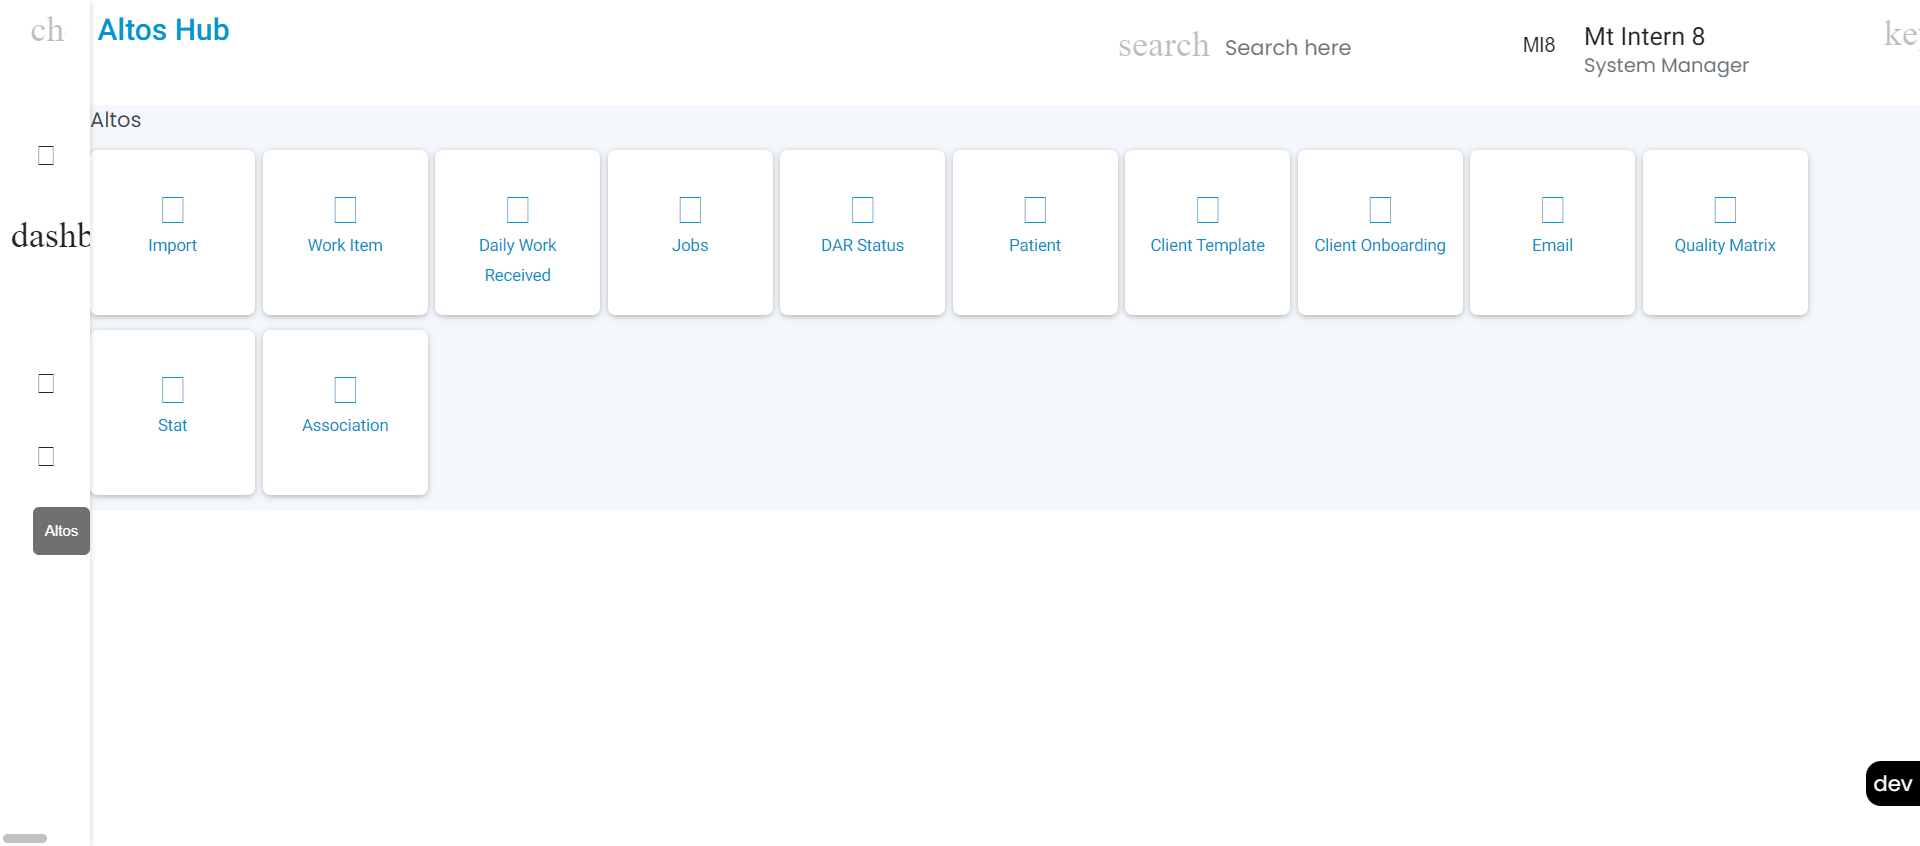 ch
Altos Hub
search
Search here
MI8
Mt Intern 8
System Manager
Altos
dashb
Import
Work Item
Daily Work
Received
Jobs
DAR Status
Patient
Client Template
Client Onboarding
Email
Quality Matrix
Stat
Association
Altos
dev